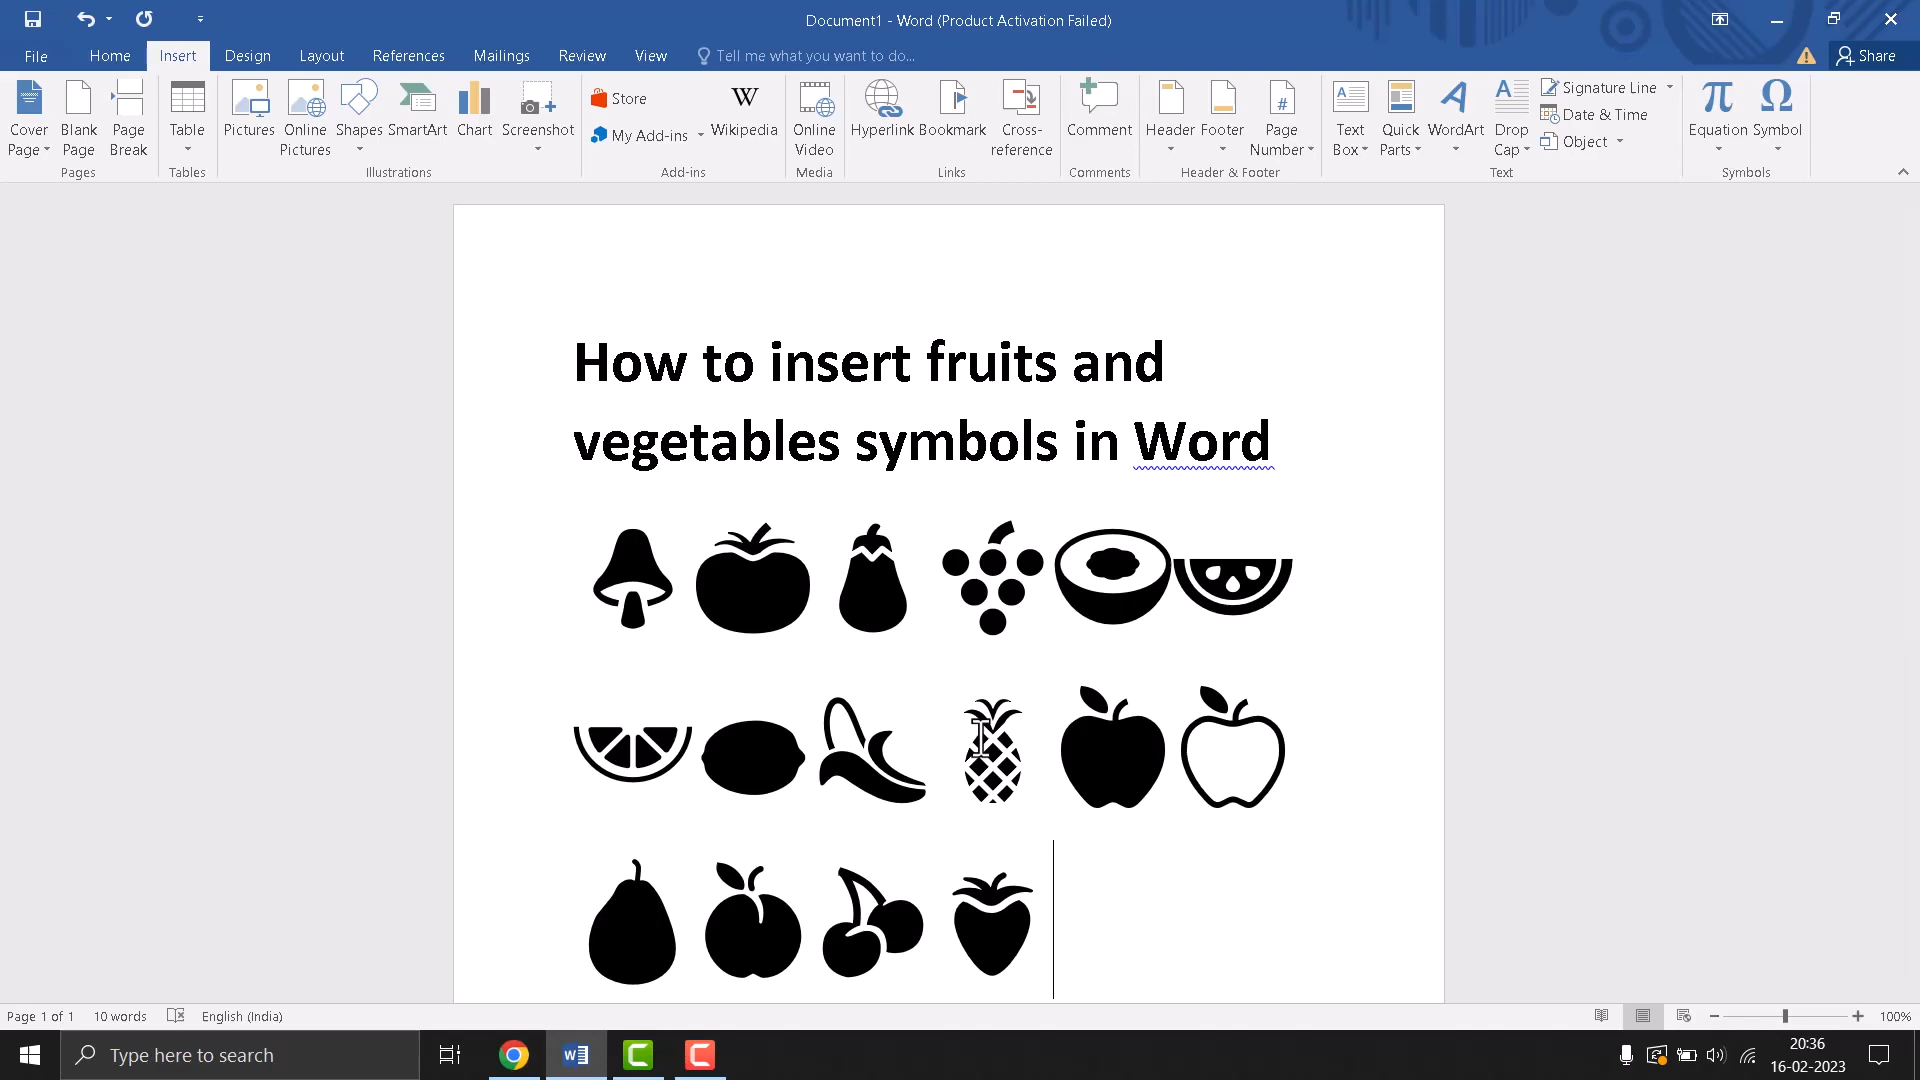 Document1 - Word (Product Activation Failed)
File Home Insert Design Layout References Mailings Review View Tell me what you want to do... Share
Cover Page
Blank Page
Page Break
Pages
Table
Tables
Pictures
Online Pictures
Shapes
SmartArt
Chart
Screenshot
Illustrations
Store
My Add-ins
W
Wikipedia
Add-ins
Online Video
Media
Hyperlink
Bookmark
Cross-reference
Links
Comment
Comments
Header
Footer
Page Number
Header & Footer
Text Box
Quick Parts
WordArt
Drop Cap
Signature Line
Date & Time
Object
Text
π
Equation
Ω
Symbol
Symbols
How to insert fruits and
vegetables symbols in Word
Page 1 of 1 10 words English (India) 100%
Type here to search
20:36
16-02-2023